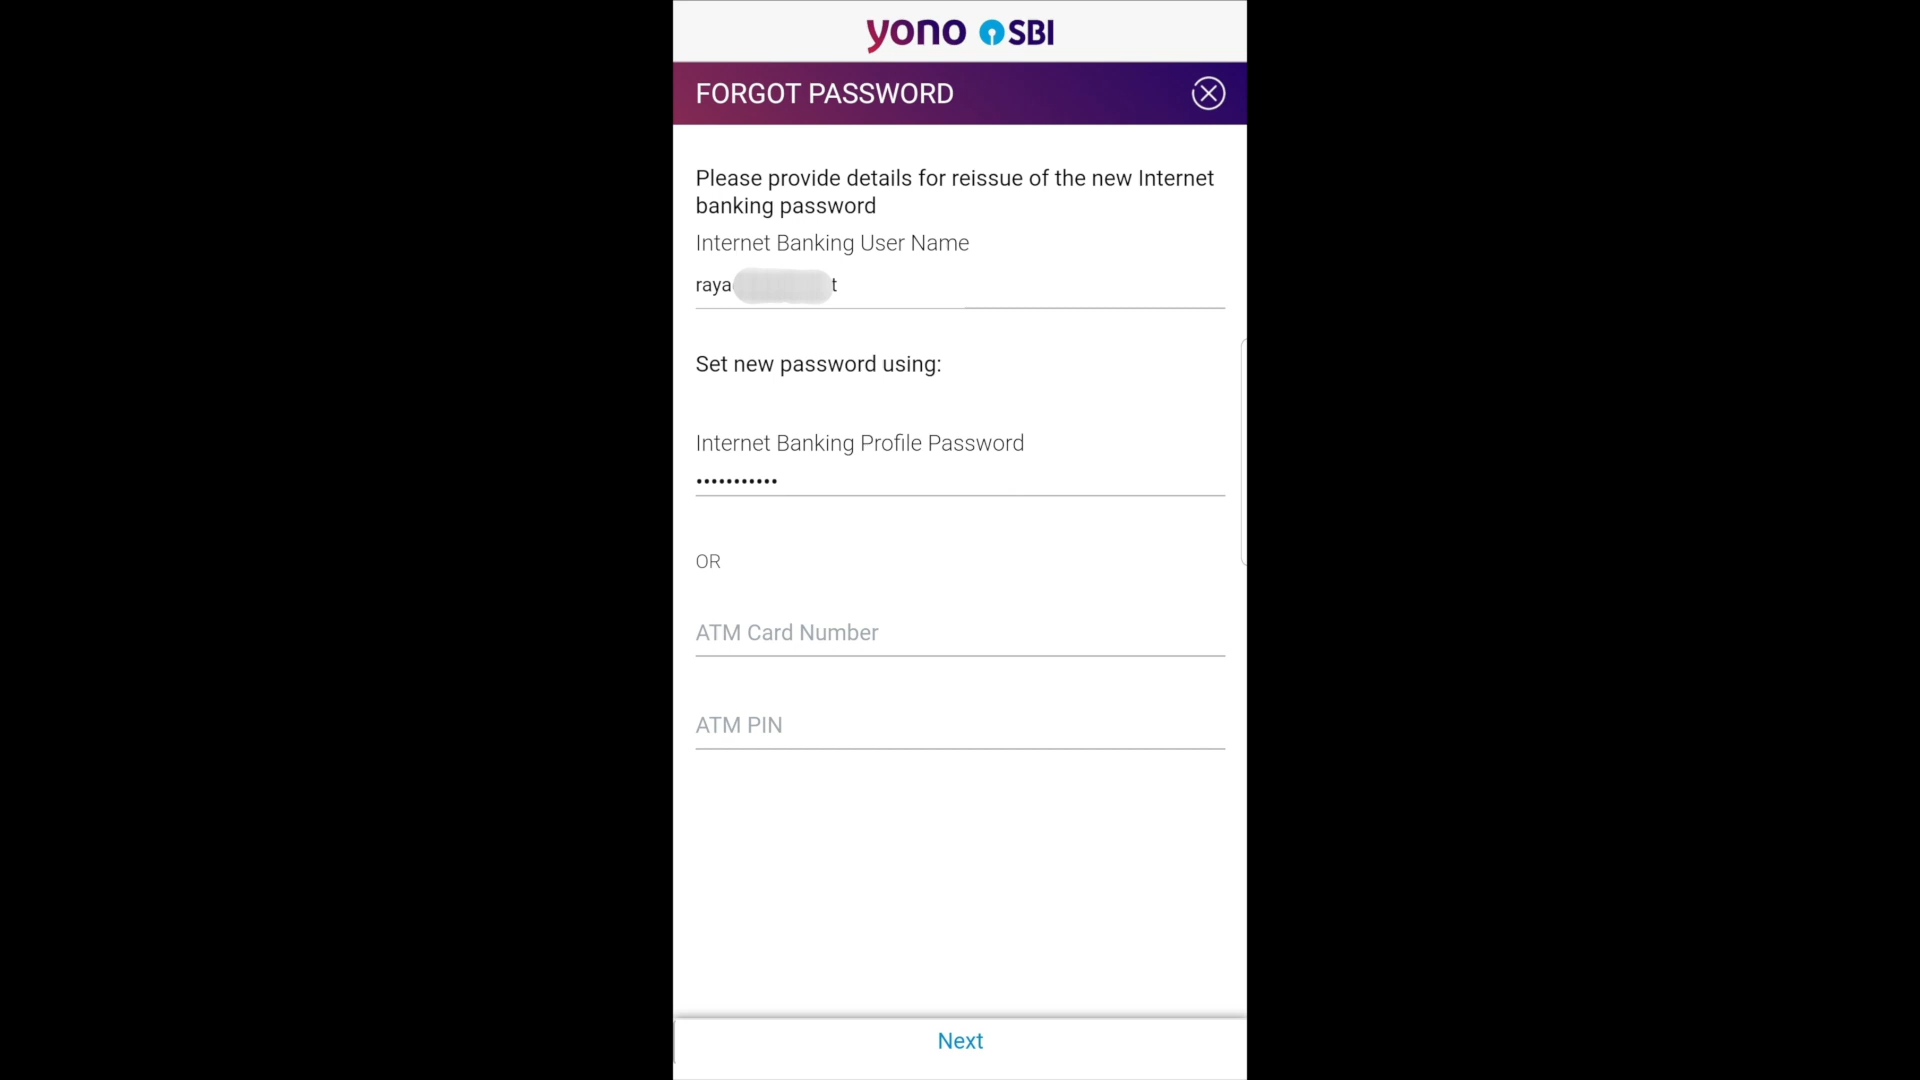 yono SBI
FORGOT PASSWORD
Please provide details for reissue of the new Internet
banking password
Internet Banking User Name
raya t
Set new password using:
Internet Banking Profile Password
•••••••••••
OR
ATM Card Number
ATM PIN
Next